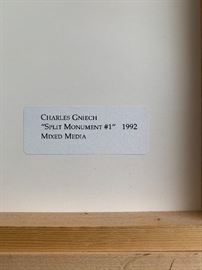 CHARLES GNIECH
"SPLIT MONUMENT #1" 1992
MIXED MEDIA